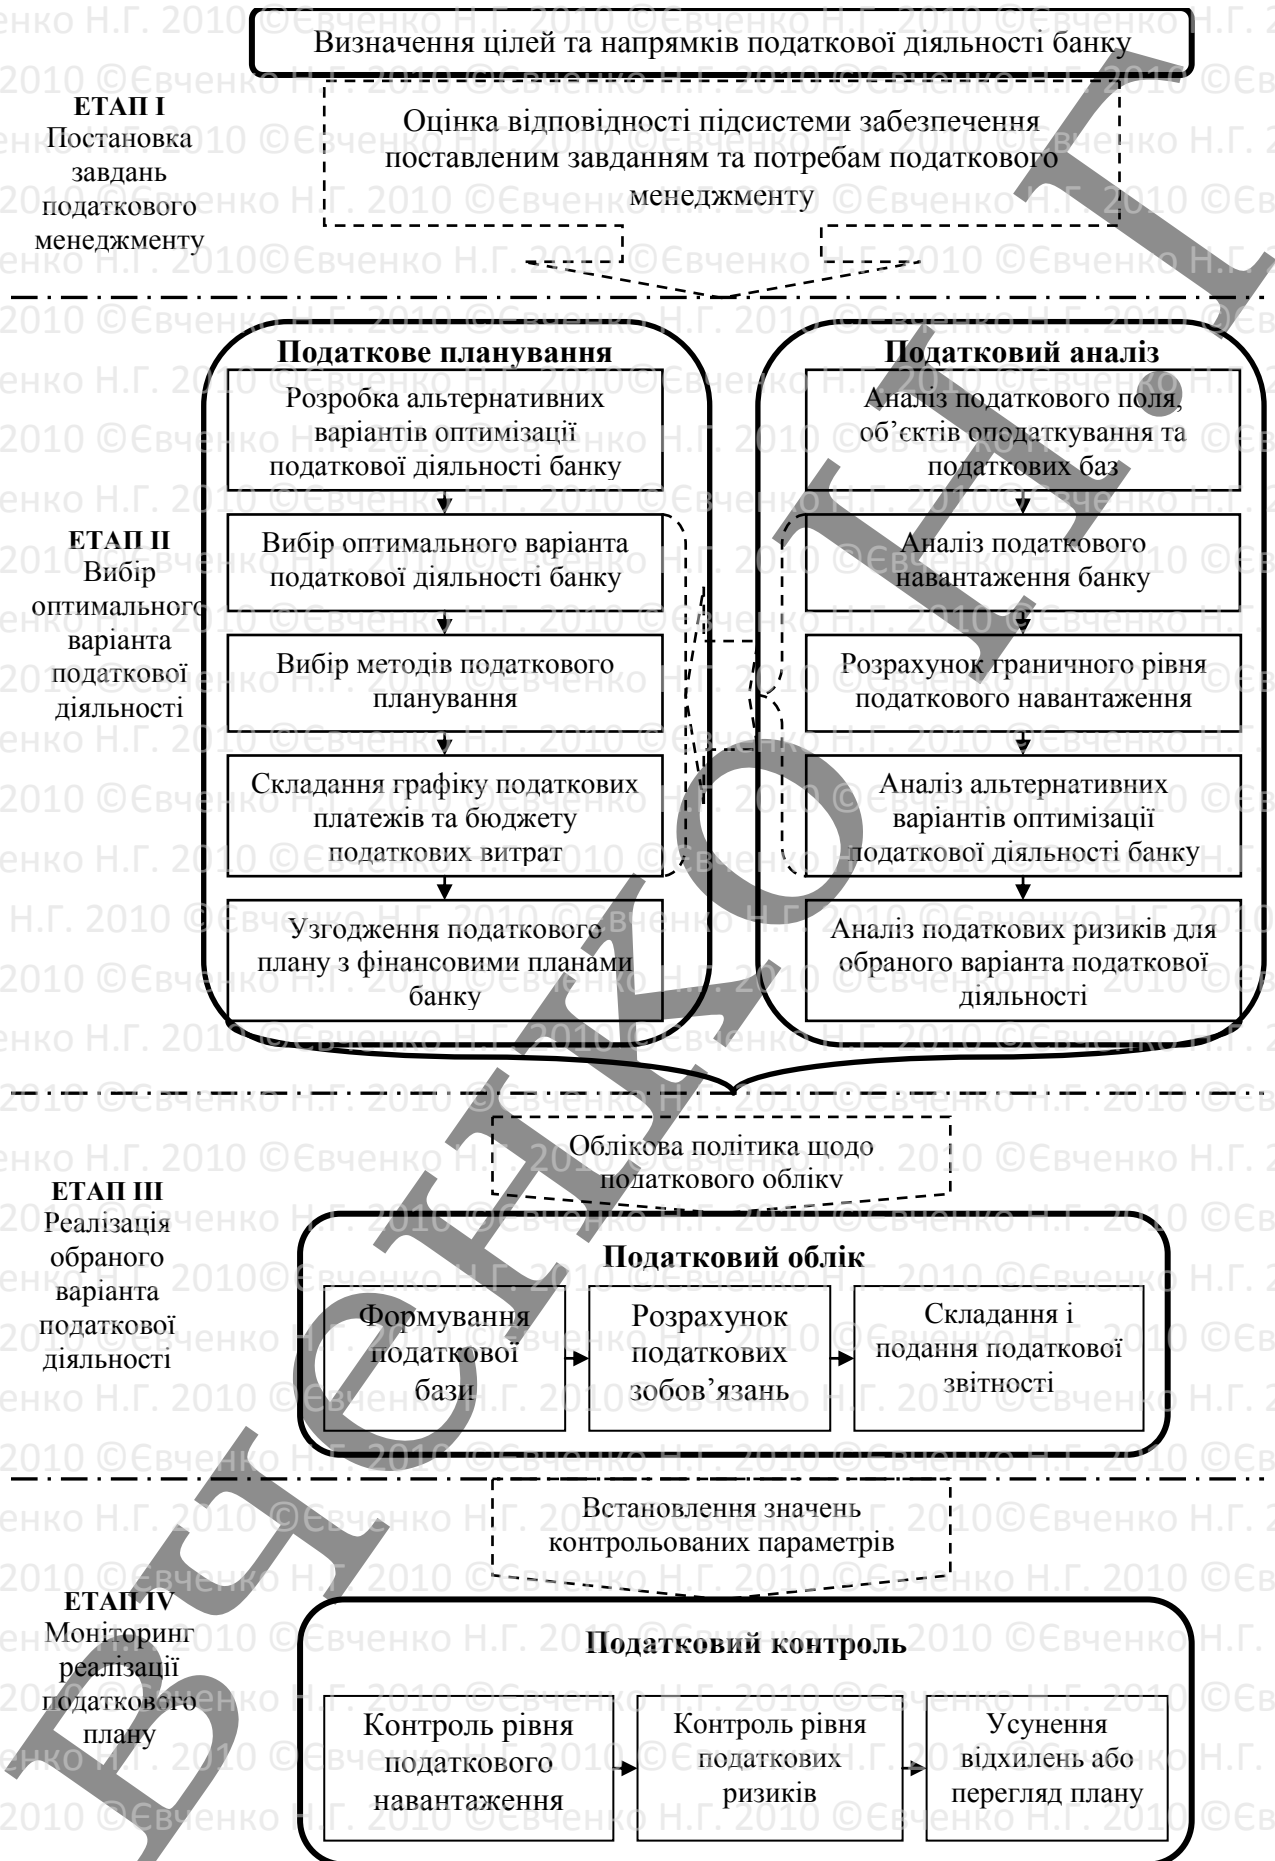 Визначення цілей та напрямків податкової діяльності банку
ЕТАП І
Постановка
завдань
податкового
менеджменту
Оцінка відповідності підсистеми забезпечення
поставленим завданням та потребам податкового
менеджменту
ЕТАП ІІ
Вибір
оптимального
варіанта
податкової
діяльності
Податкове планування
Розробка альтернативних
варіантів оптимізації
податкової діяльності банку
Вибір оптимального варіанта
податкової діяльності банку
Вибір методів податкового
планування
Складання графіку податкових
платежів та бюджету
податкових витрат
Узгодження податкового
плану з фінансовими планами
банку
Податковий аналіз
Аналіз податкового поля,
об’єктів оподаткування та
податкових баз
Аналіз податкового
навантаження банку
Розрахунок граничного рівня
податкового навантаження
Аналіз альтернативних
варіантів оптимізації
податкової діяльності банку
Аналіз податкових ризиків для
обраного варіанта податкової
діяльності
ЕТАП ІІІ
Реалізація
обраного
варіанта
податкової
діяльності
Облікова політика щодо
податкового обліку
Податковий облік
Формування
податкової
бази
Розрахунок
податкових
зобов’язань
Складання і
подання податкової
звітності
ЕТАП IV
Моніторинг
реалізації
податкового
плану
Встановлення значень
контрольованих параметрів
Податковий контроль
Контроль рівня
податкового
навантаження
Контроль рівня
податкових
ризиків
Усунення
відхилень або
перегляд плану
вченко Н.Г
©Євченко Н.Г. 2010